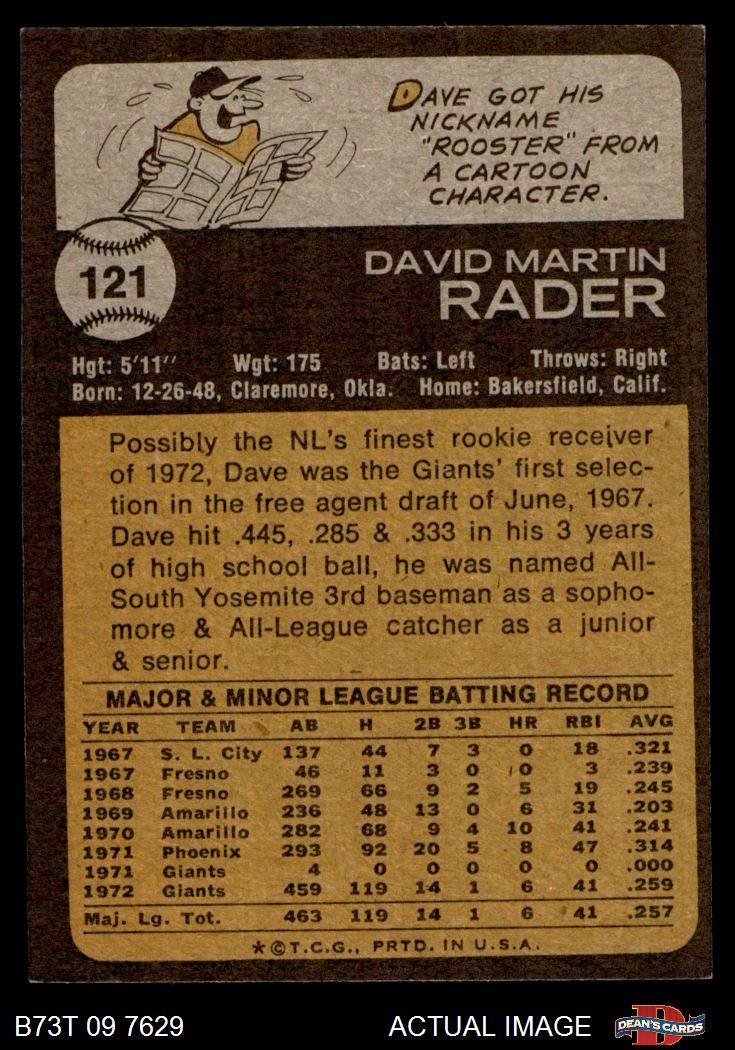 DAVE GOT HIS
NICKNAME
"ROOSTER" FROM
A CARTOON
CHARACTER.
121
DAVID MARTIN
RADER
Hgt: 5'11" Wgt: 175 Bats: Left Throws: Right
Born: 12-26-48, Claremore, Okla. Home: Bakersfield, Calif.
Possibly the NL's finest rookie receiver
of 1972, Dave was the Giants' first selec-
tion in the free agent draft of June, 1967.
Dave hit .445, .285 & .333 in his 3 years
of high school ball, he was named All-
South Yosemite 3rd baseman as a sopho-
more & All-League catcher as a junior
& senior.
MAJOR & MINOR LEAGUE BATTING RECORD
YEAR TEAM AB H 2B 3B HR RBI AVG
1967 S. L. City 137 44 7 3 0 18 .321
1967 Fresno 46 11 3 0 0 3 .239
1968 Fresno 269 66 9 2 5 19 .245
1969 Amarillo 236 48 13 0 6 31 .203
1970 Amarillo 282 68 9 4 10 41 .241
1971 Phoenix 293 92 20 5 8 47 .314
1971 Giants 4 0 0 0 0 0 .000
1972 Giants 459 119 14 1 6 41 .259
Maj. Lg. Tot. 463 119 14 1 6 41 .257
★©T.C.G., PRTD. IN U.S.A.
B73T 09 7629 ACTUAL IMAGE DEAN'S CARDS